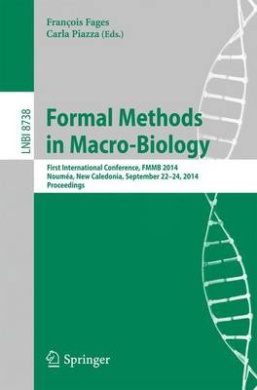 François Fages
Carla Piazza (Eds.)
LNBI 8738
Formal Methods
in Macro-Biology
First International Conference, FMMB 2014
Nouméa, New Caledonia, September 22–24, 2014
Proceedings
Springer